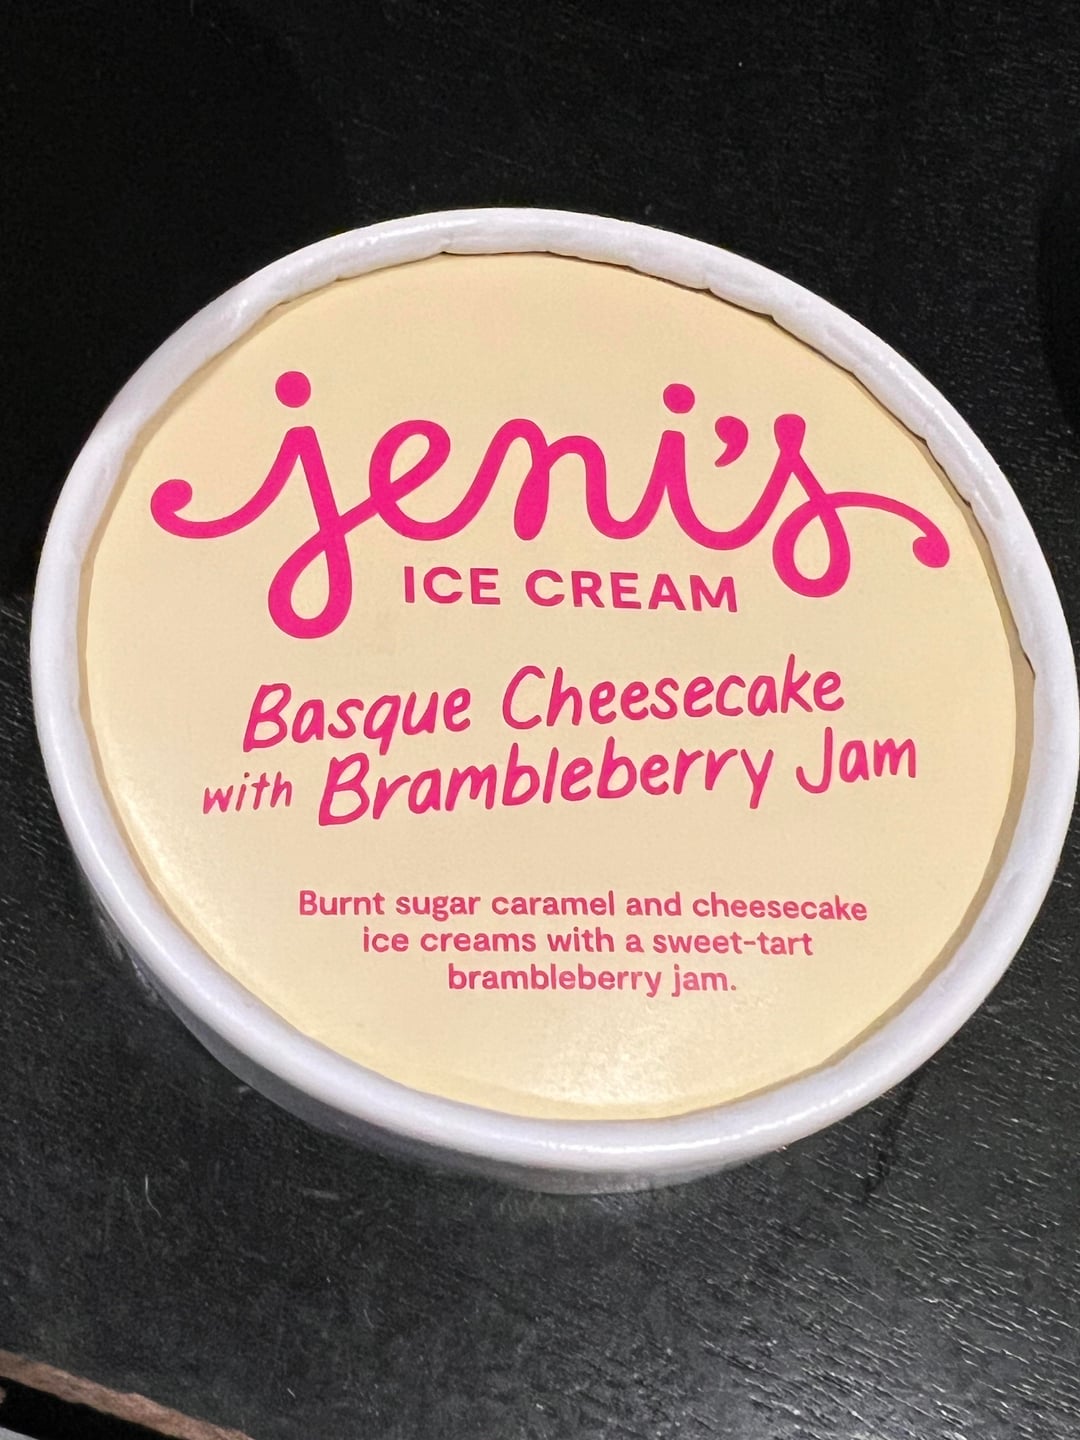 jeni's
ICE CREAM
Basque Cheesecake
with Brambleberry Jam
Burnt sugar caramel and cheesecake
ice creams with a sweet-tart
brambleberry jam.